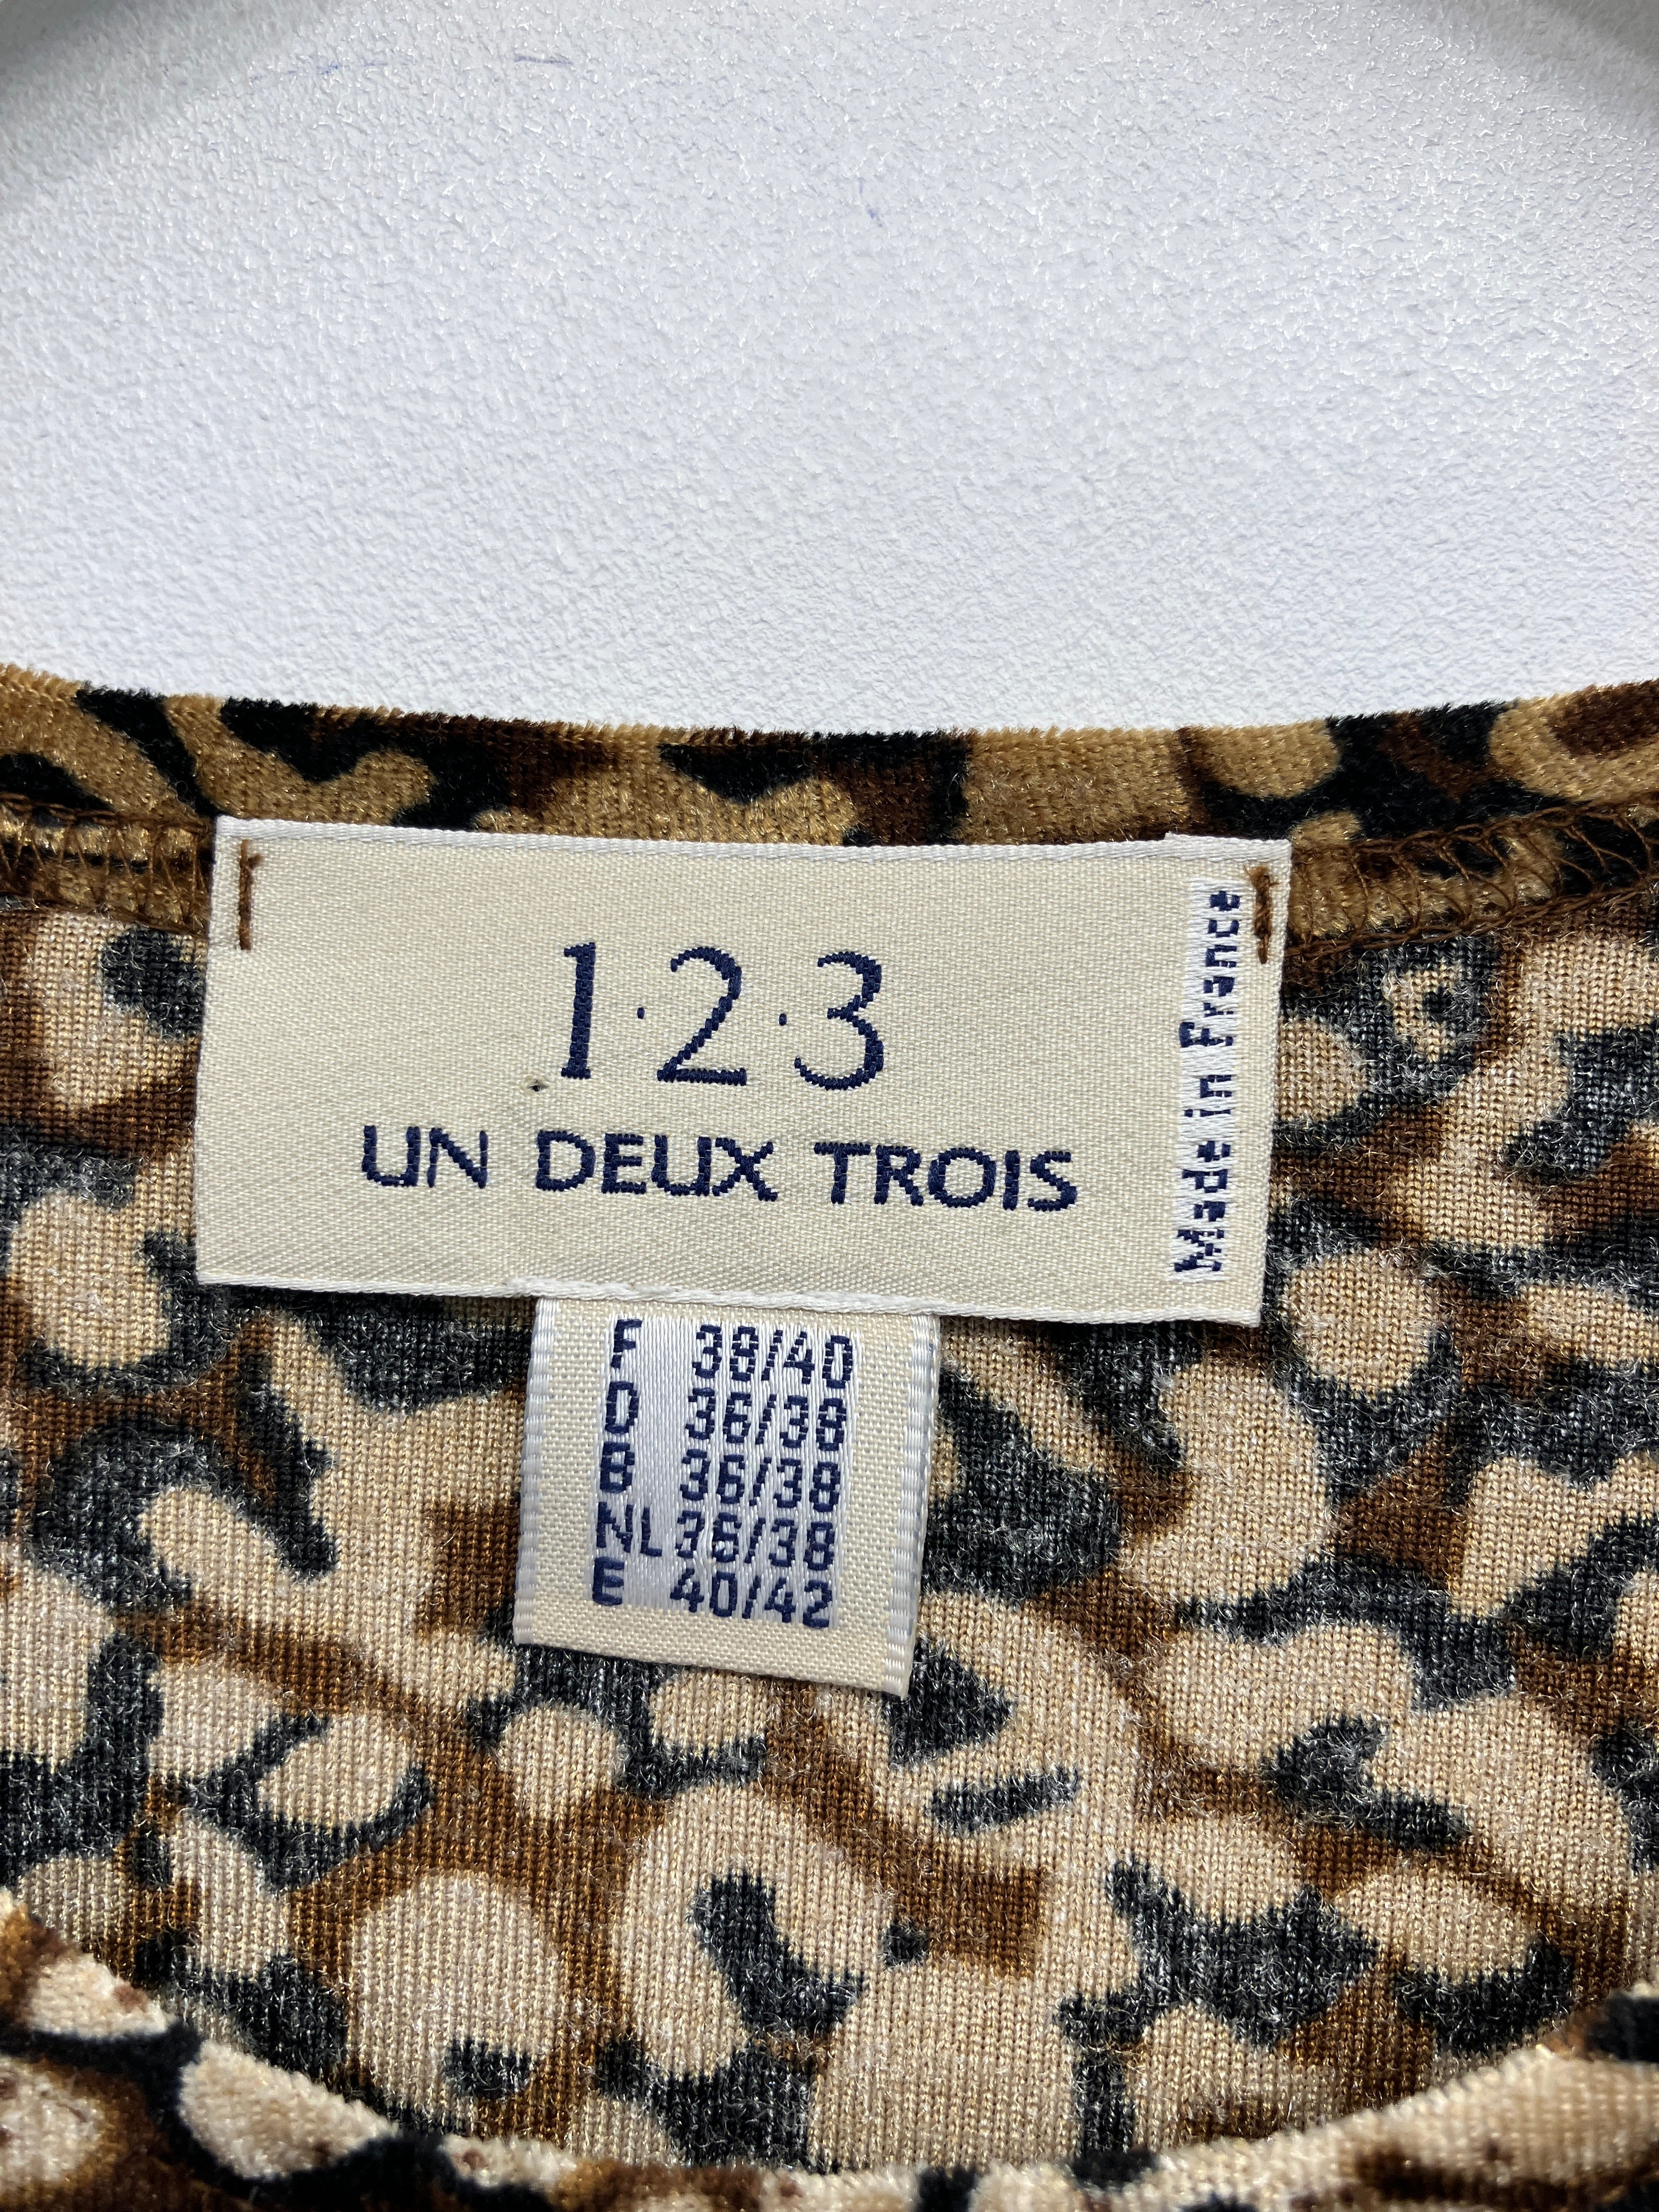 1·2·3
UN DEUX TROIS
Made in France
F 38/40
D 36/38
B 36/38
NL 36/38
E 40/42